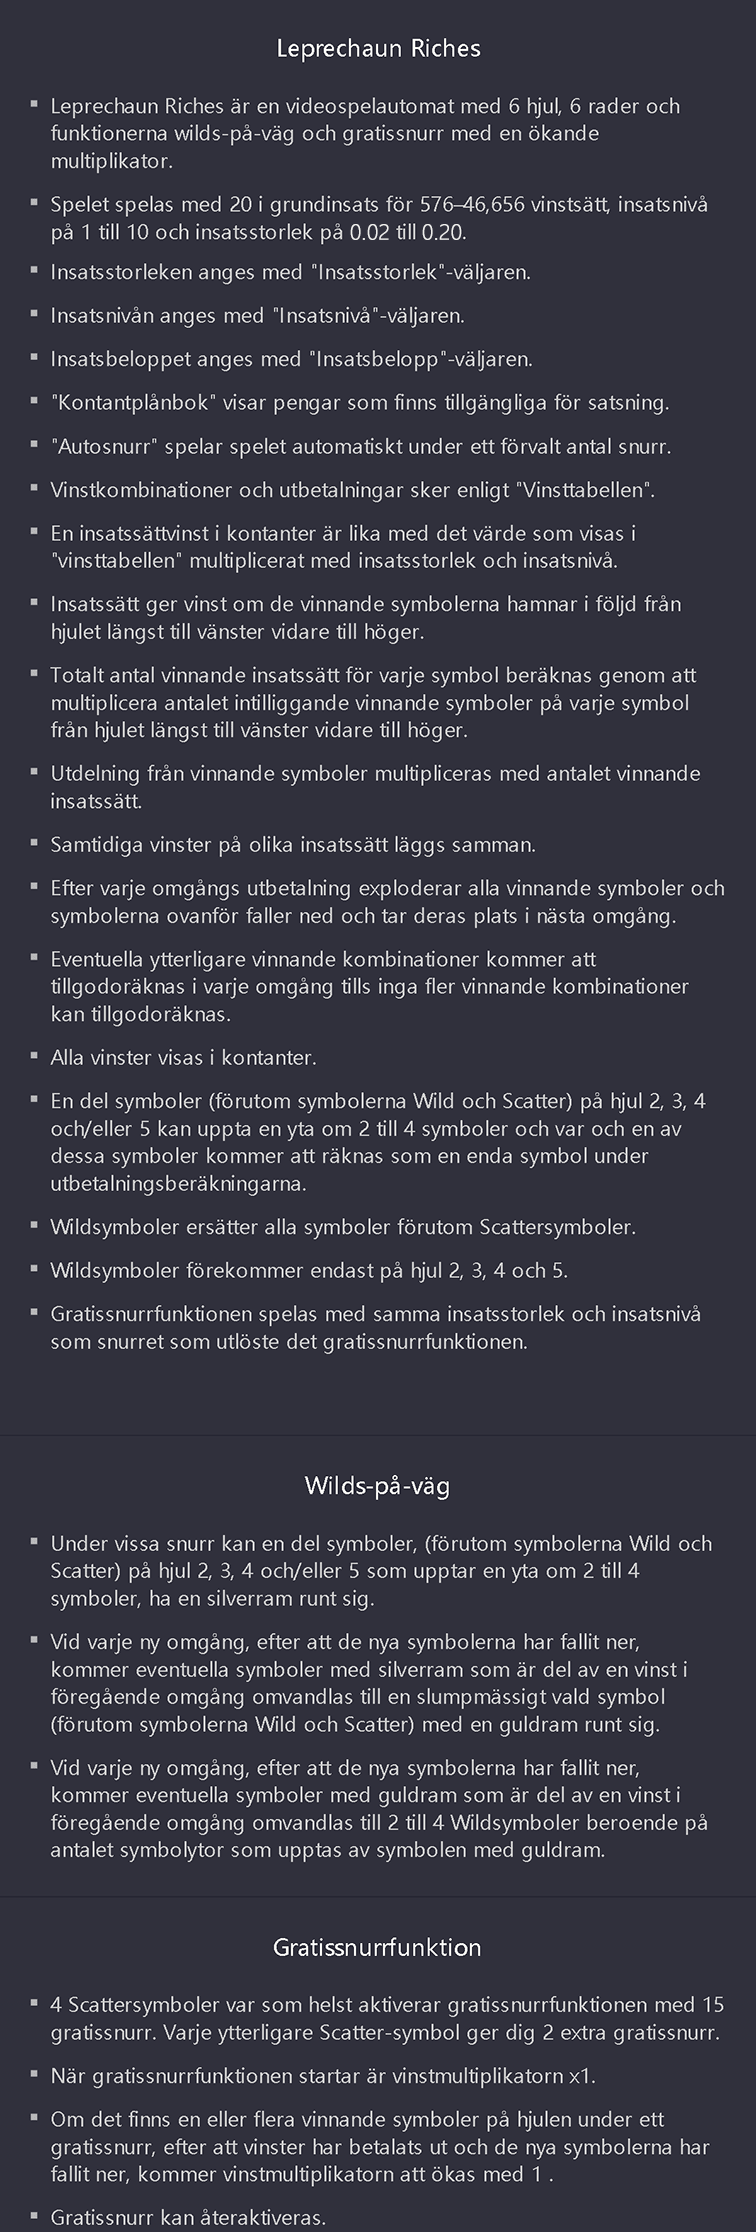 Leprechaun Riches
▪ Leprechaun Riches är en videospelautomat med 6 hjul, 6 rader och
funktionerna wilds-på-väg och gratissnurr med en ökande
multiplikator.
▪ Spelet spelas med 20 i grundinsats för 576–46,656 vinstsätt, insatsnivå
på 1 till 10 och insatsstorlek på 0.02 till 0.20.
▪ Insatsstorleken anges med "Insatsstorlek"-väljaren.
▪ Insatsnivån anges med "Insatsnivå"-väljaren.
▪ Insatsbeloppet anges med "Insatsbelopp"-väljaren.
▪ "Kontantplånbok" visar pengar som finns tillgängliga för satsning.
▪ "Autosnurr" spelar spelet automatiskt under ett förvalt antal snurr.
▪ Vinstkombinationer och utbetalningar sker enligt "Vinsttabellen".
▪ En insatssättvinst i kontanter är lika med det värde som visas i
"vinsttabellen" multiplicerat med insatsstorlek och insatsnivå.
▪ Insatssätt ger vinst om de vinnande symbolerna hamnar i följd från
hjulet längst till vänster vidare till höger.
▪ Totalt antal vinnande insatssätt för varje symbol beräknas genom att
multiplicera antalet intilliggande vinnande symboler på varje symbol
från hjulet längst till vänster vidare till höger.
▪ Utdelning från vinnande symboler multipliceras med antalet vinnande
insatssätt.
▪ Samtidiga vinster på olika insatssätt läggs samman.
▪ Efter varje omgångs utbetalning exploderar alla vinnande symboler och
symbolerna ovanför faller ned och tar deras plats i nästa omgång.
▪ Eventuella ytterligare vinnande kombinationer kommer att
tillgodoräknas i varje omgång tills inga fler vinnande kombinationer
kan tillgodoräknas.
▪ Alla vinster visas i kontanter.
▪ En del symboler (förutom symbolerna Wild och Scatter) på hjul 2, 3, 4
och/eller 5 kan uppta en yta om 2 till 4 symboler och var och en av
dessa symboler kommer att räknas som en enda symbol under
utbetalningsberäkningarna.
▪ Wildsymboler ersätter alla symboler förutom Scattersymboler.
▪ Wildsymboler förekommer endast på hjul 2, 3, 4 och 5.
▪ Gratissnurrfunktionen spelas med samma insatsstorlek och insatsnivå
som snurret som utlöste det gratissnurrfunktionen.
Wilds-på-väg
▪ Under vissa snurr kan en del symboler, (förutom symbolerna Wild och
Scatter) på hjul 2, 3, 4 och/eller 5 som upptar en yta om 2 till 4
symboler, ha en silverram runt sig.
▪ Vid varje ny omgång, efter att de nya symbolerna har fallit ner,
kommer eventuella symboler med silverram som är del av en vinst i
föregående omgång omvandlas till en slumpmässigt vald symbol
(förutom symbolerna Wild och Scatter) med en guldram runt sig.
▪ Vid varje ny omgång, efter att de nya symbolerna har fallit ner,
kommer eventuella symboler med guldram som är del av en vinst i
föregående omgång omvandlas till 2 till 4 Wildsymboler beroende på
antalet symbolytor som upptas av symbolen med guldram.
Gratissnurrfunktion
▪ 4 Scattersymboler var som helst aktiverar gratissnurrfunktionen med 15
gratissnurr. Varje ytterligare Scatter-symbol ger dig 2 extra gratissnurr.
▪ När gratissnurrfunktionen startar är vinstmultiplikatorn x1.
▪ Om det finns en eller flera vinnande symboler på hjulen under ett
gratissnurr, efter att vinster har betalats ut och de nya symbolerna har
fallit ner, kommer vinstmultiplikatorn att ökas med 1 .
▪ Gratissnurr kan återaktiveras.